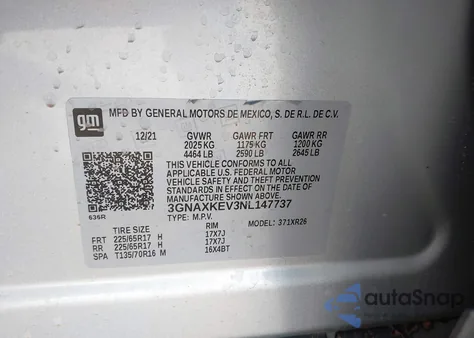 gm
MFD BY GENERAL MOTORS DE MEXICO, S. DE R.L. DE C.V.
12/21 GVWR GAWR FRT GAWR RR
2025 KG 1175 KG 1200 KG
4464 LB 2590 LB 2645 LB
THIS VEHICLE CONFORMS TO ALL
APPLICABLE U.S. FEDERAL MOTOR
VEHICLE SAFETY AND THEFT
PREVENTION STANDARDS IN EFFECT
ON THE DATE OF MANUFACTURE
SHOWN ABOVE.
3GNAXKEV3NL147737
636R TYPE: M.P.V. MODEL: 371XR26
TIRE SIZE RIM
FRT 225/65R17 H 17X7J
RR 225/65R17 H 17X7J
SPA T135/70R16 M 16X4BT
autaSnap